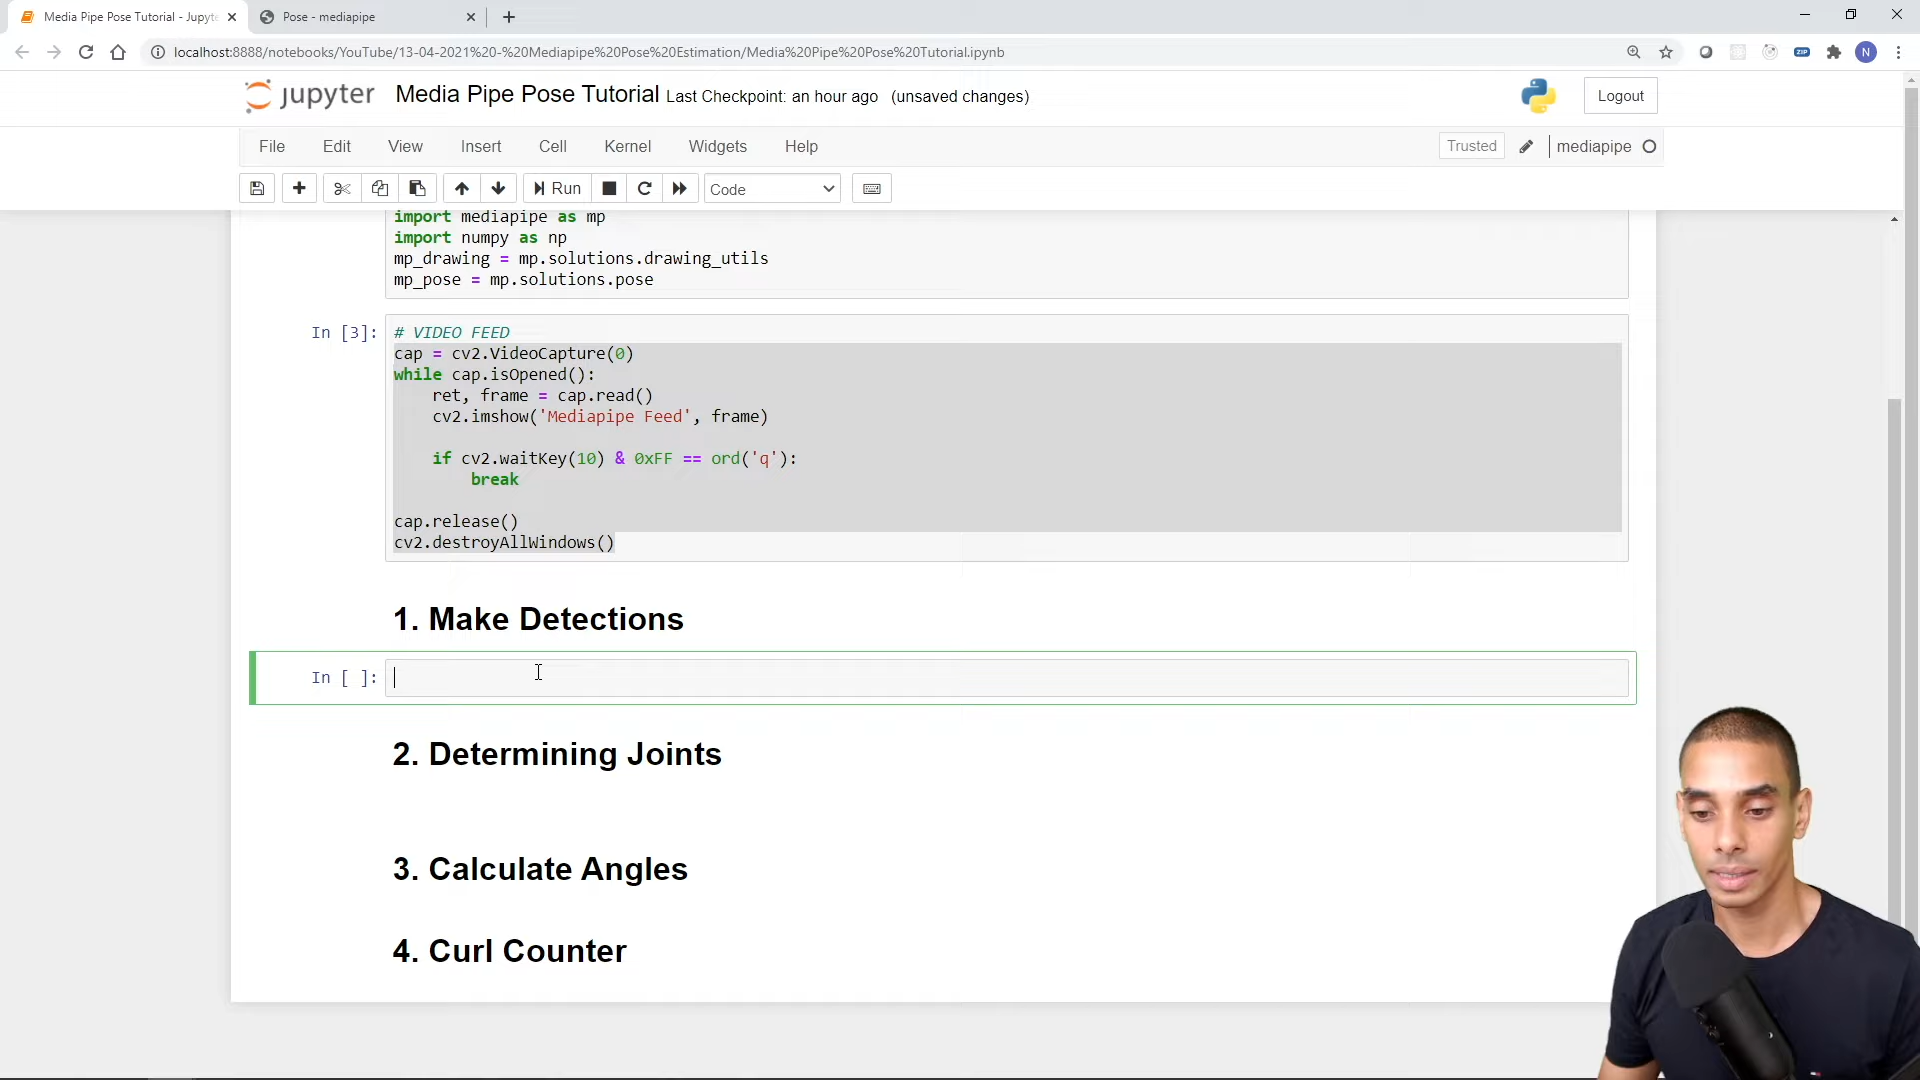 Media Pipe Pose Tutorial - Jupyte
Pose - mediapipe
localhost:8888/notebooks/YouTube/13-04-2021%20-%20Mediapipe%20Pose%20Estimation/Media%20Pipe%20Pose%20Tutorial.ipynb
ZIP
N
jupyter
Media Pipe Pose Tutorial Last Checkpoint: an hour ago (unsaved changes)
Logout
File Edit View Insert Cell Kernel Widgets Help
Trusted
mediapipe
Run
Code
import mediapipe as mp
import numpy as np
mp_drawing = mp.solutions.drawing_utils
mp_pose = mp.solutions.pose
In [3]:
# VIDEO FEED
cap = cv2.VideoCapture(0)
while cap.isOpened():
    ret, frame = cap.read()
    cv2.imshow('Mediapipe Feed', frame)
    if cv2.waitKey(10) & 0xFF == ord('q'):
        break
cap.release()
cv2.destroyAllWindows()
1. Make Detections
In [ ]:
2. Determining Joints
3. Calculate Angles
4. Curl Counter